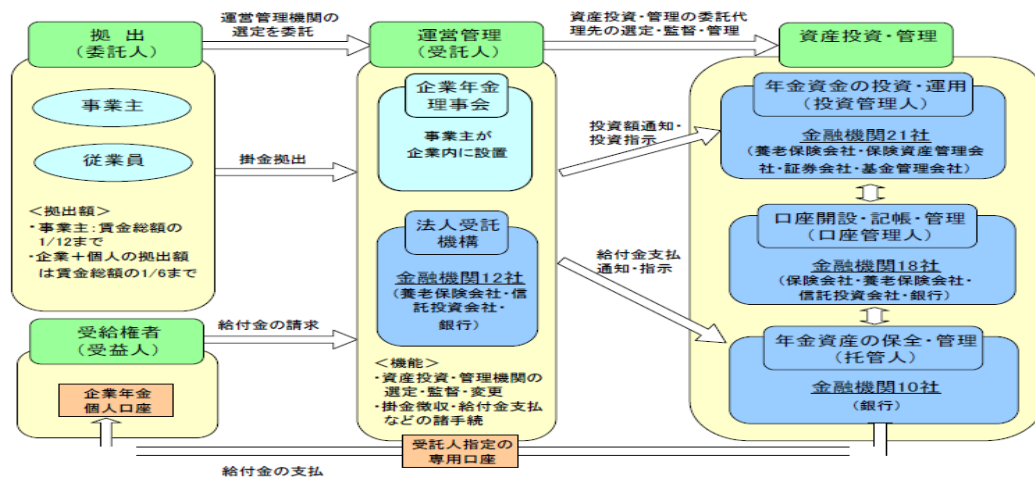 運営管理機関の
選定を委託
資産投資・管理の委託代
理先の選定・監督・管理
拠 出
(委託人)
運営管理
(受託人)
資産投資・管理
事業主
従業員
<拠出額>
・事業主:賃金総額の
1/12まで
・企業+個人の拠出額
は賃金総額の1/6まで
掛金拠出
企業年金
理事会
事業主が
企業内に設置
法人受託
機構
金融機関12社
(養老保険会社・信
託投資会社・
銀行)
<機能>
・資産投資・管理機関の
選定・監督・変更
・掛金徴収・給付金支払
などの諸手続
投資額通知・
投資指示
給付金支払
通知・指示
年金資金の投資・運用
(投資管理人)
金融機関21社
(養老保険会社・保険資産管理会
社・証券会社・基金管理会社)
口座開設・記帳・管理
(口座管理人)
金融機関18社
(保険会社・養老保険会社・
信託投資会社・銀行)
年金資産の保全・管理
(托管人)
金融機関10社
(銀行)
受給権者
(受益人)
給付金の請求
企業年金
個人口座
受託人指定の
専用口座
給付金の支払